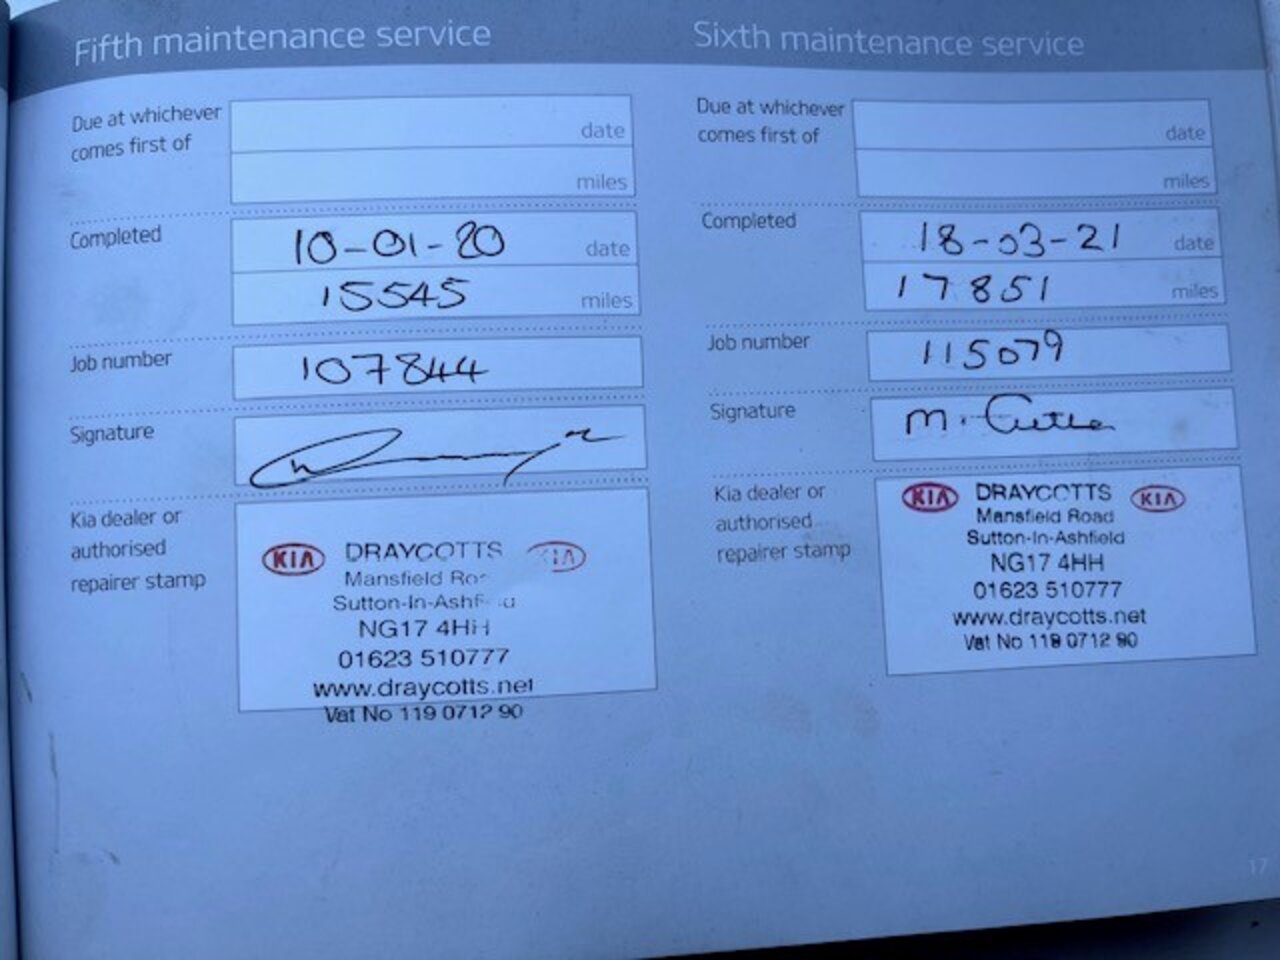 Fifth maintenance service
Due at whichever
comes first of
date
miles
Completed
10-01-20 date
15545 miles
Job number
107844
Signature
Kia dealer or
authorised
repairer stamp
KIA DRAYCOTTS KIA
Mansfield
Sutton-In-
NG17 4HH
01623 510777
www.draycotts.net
Vat No 119 0712 90
Sixth maintenance service
Due at whichever
comes first of
date
miles
Completed
18-03-21 date
17851 miles
Job number
115079
Signature
M.
Kia dealer or
authorised
repairer stamp
KIA DRAYCOTTS KIA
Mansfield Road
Sutton-In-Ashfield
NG17 4HH
01623 510777
www.draycotts.net
Vat No 119 0712 90
17